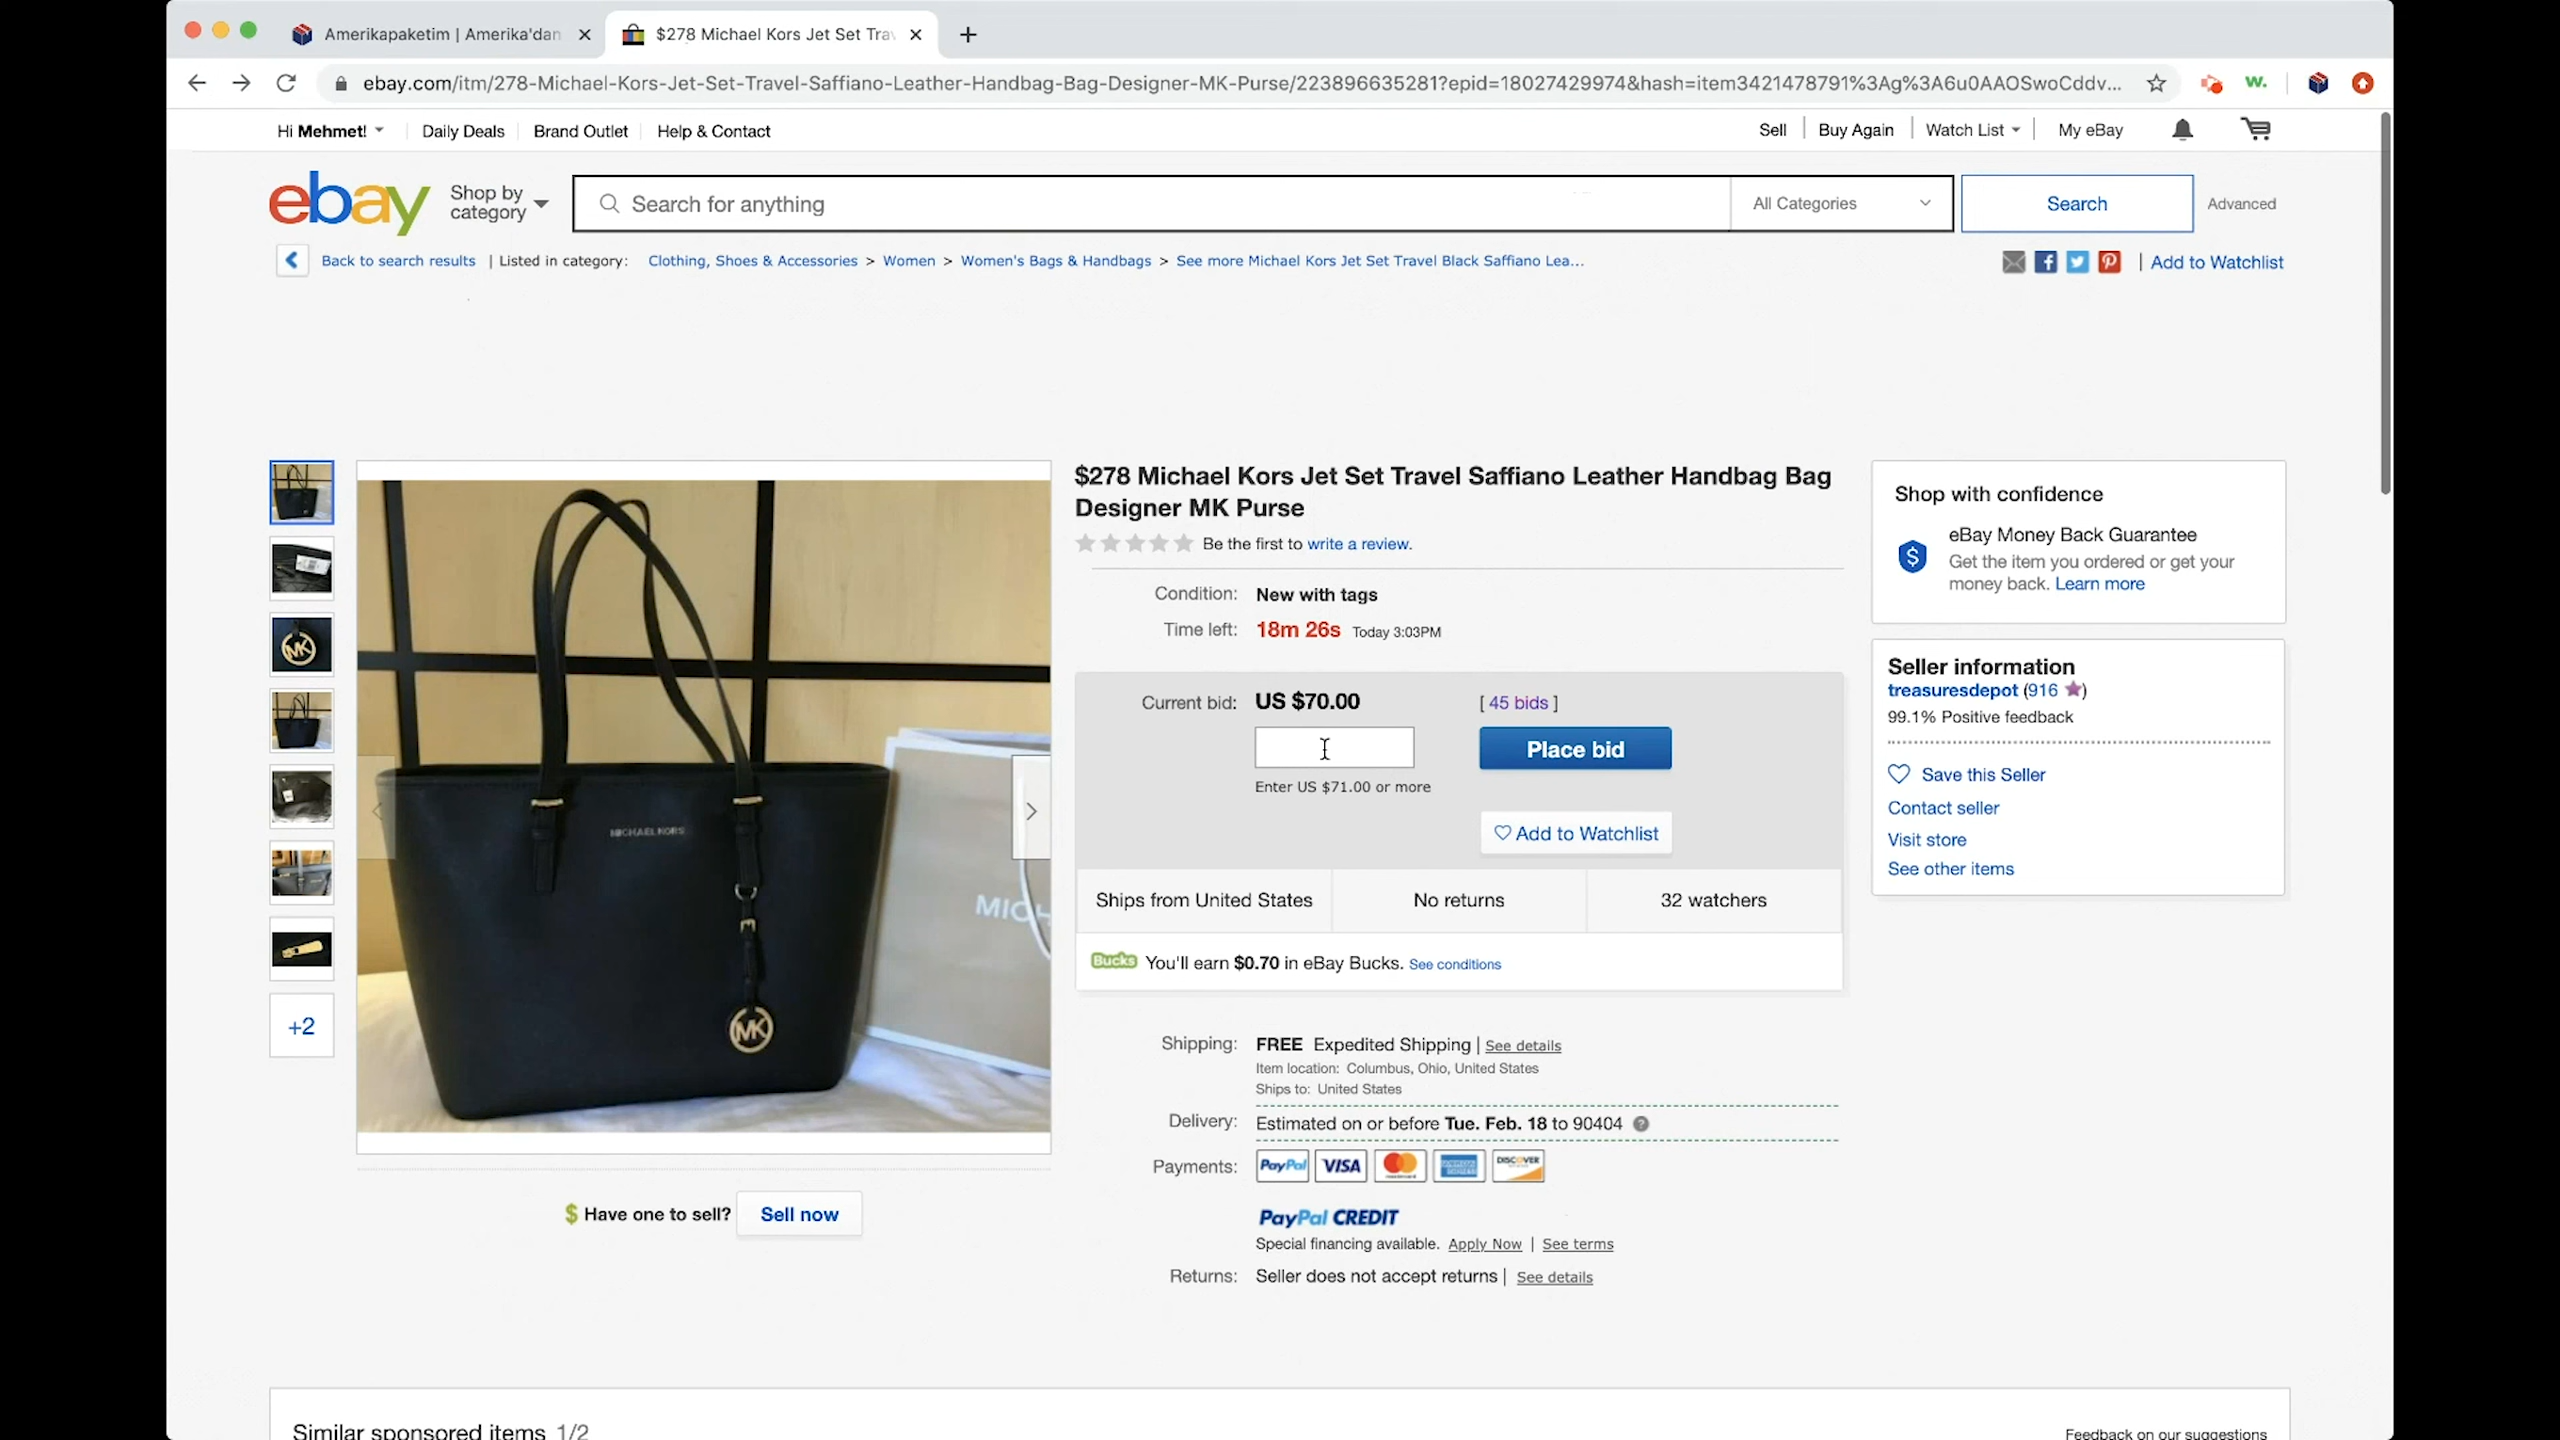 Amerikapaketim | Amerika'dan
$278 Michael Kors Jet Set Tra
ebay.com/itm/278-Michael-Kors-Jet-Set-Travel-Saffiano-Leather-Handbag-Bag-Designer-MK-Purse/223896635281?epid=18027429974&hash=item3421478791%3Ag%3A6u0AAOSwoCddv...
w.
Hi Mehmet! Daily Deals Brand Outlet Help & Contact
Sell Buy Again Watch List My eBay
ebay Shop by category
Search for anything All Categories Search Advanced
Back to search results | Listed in category: Clothing, Shoes & Accessories > Women > Women's Bags & Handbags > See more Michael Kors Jet Set Travel Black Saffiano Lea...
| Add to Watchlist
MICHAEL KORS
MK
MICH
MK
+2
$ Have one to sell? Sell now
$278 Michael Kors Jet Set Travel Saffiano Leather Handbag Bag
Designer MK Purse
Be the first to write a review.
Condition: New with tags
Time left: 18m 26s Today 3:03PM
Current bid: US $70.00 [ 45 bids ]
Place bid
Enter US $71.00 or more
Add to Watchlist
Ships from United States No returns 32 watchers
Bucks You'll earn $0.70 in eBay Bucks. See conditions
Shipping: FREE Expedited Shipping | See details
Item location: Columbus, Ohio, United States
Ships to: United States
Delivery: Estimated on or before Tue. Feb. 18 to 90404 ?
Payments: PayPal VISA mastercard AMERICAN EXPRESS DISCOVER
PayPal CREDIT
Special financing available. Apply Now | See terms
Returns: Seller does not accept returns | See details
Shop with confidence
$
eBay Money Back Guarantee
Get the item you ordered or get your
money back. Learn more
Seller information
treasuresdepot (916 ★)
99.1% Positive feedback
Save this Seller
Contact seller
Visit store
See other items
Similar sponsored items 1/2
Feedback on our suggestions